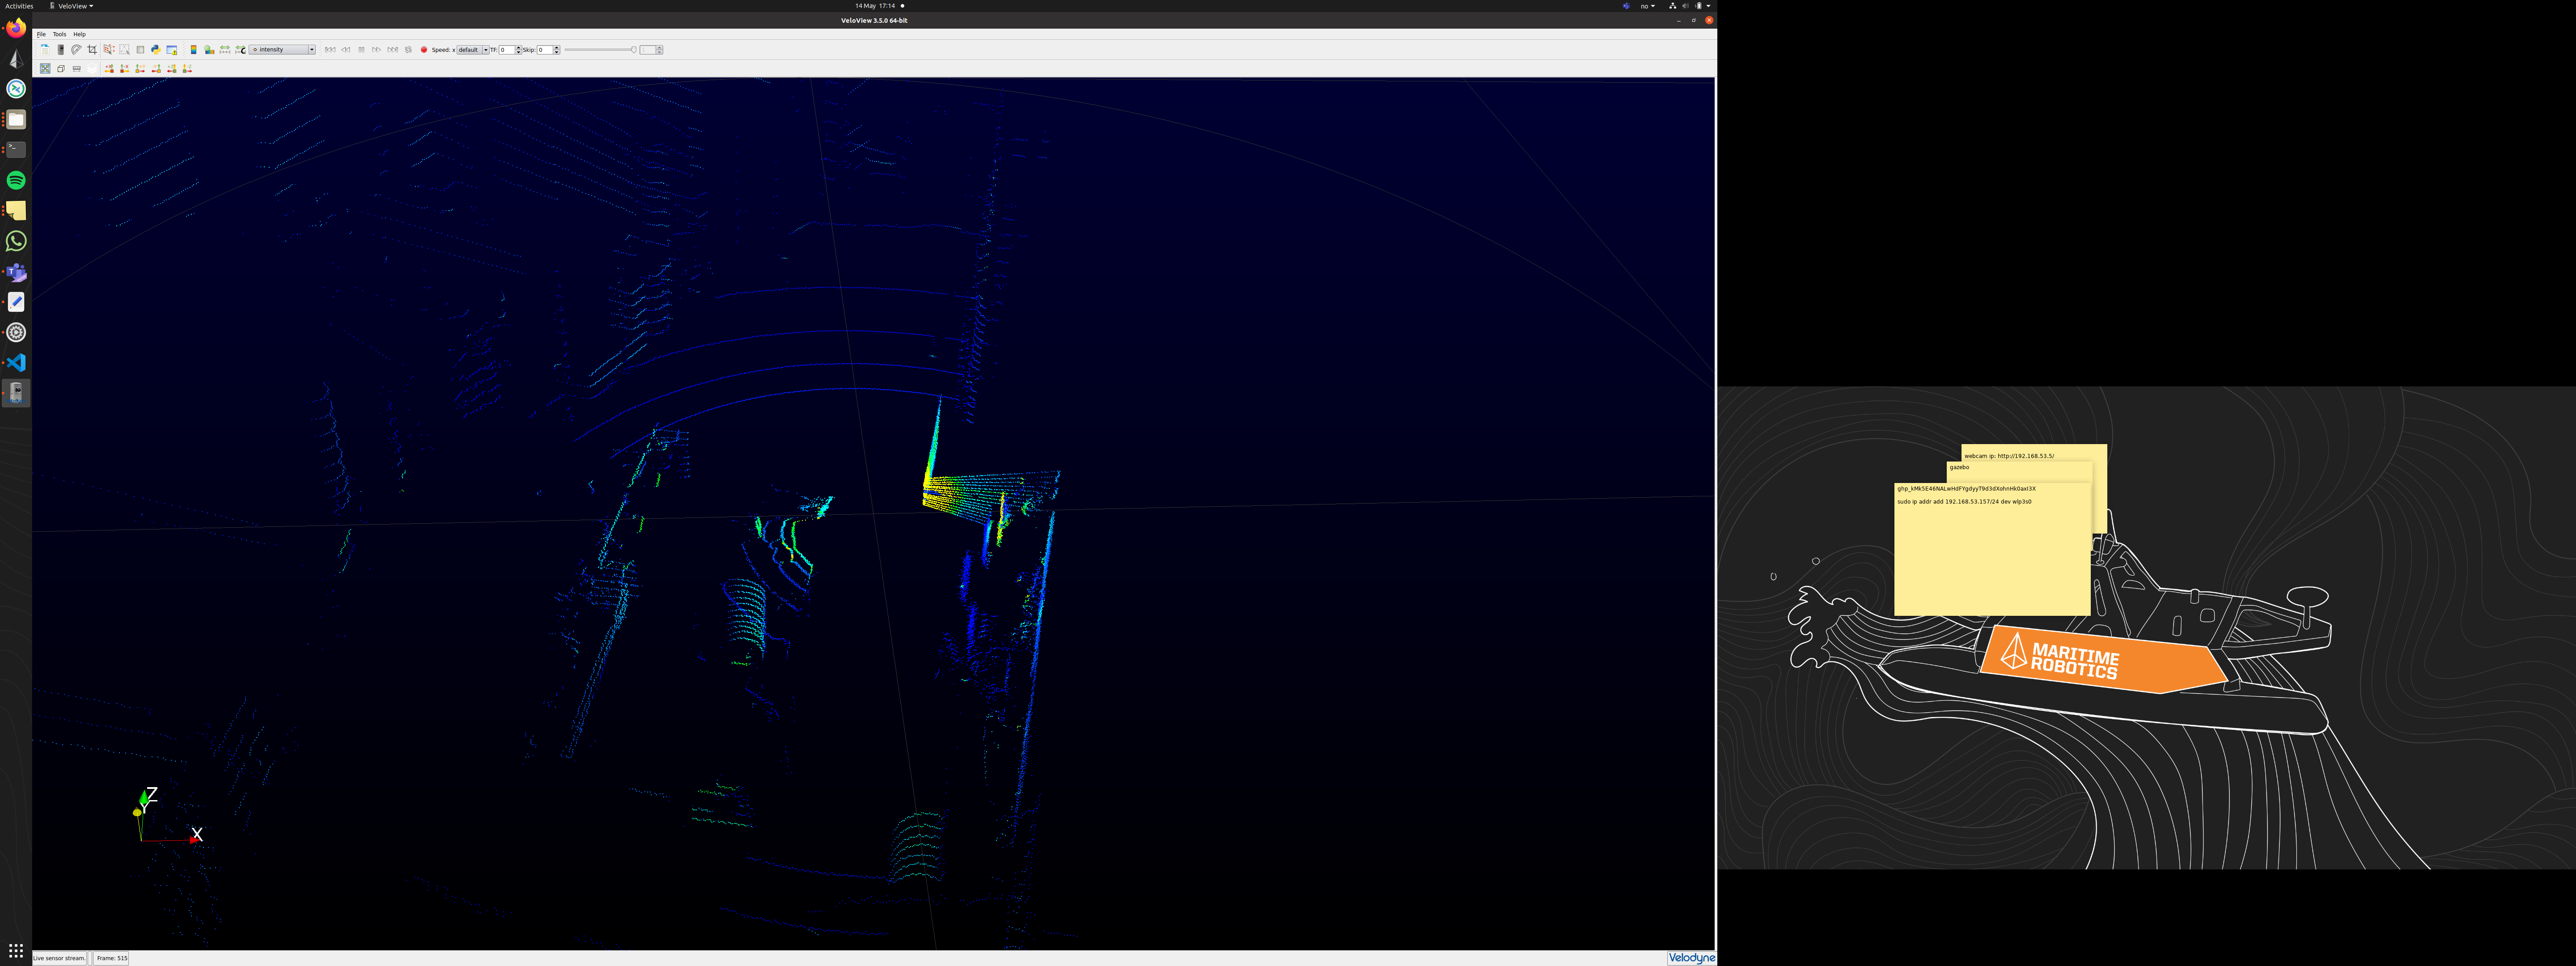 Activities
VeloView
14 May 17:14
no
VeloView 3.5.0 64-bit
File Tools Help
intensity
Speed: x default TF: 0 Skip: 0
Z
Y
X
Live sensor stream. Frame: 515
Velodyne
webcam ip: http://192.168.53.5/
gazebo
sudo ip addr add 192.168.53.157/24 dev wlp3s0
MARITIME
ROBOTICS